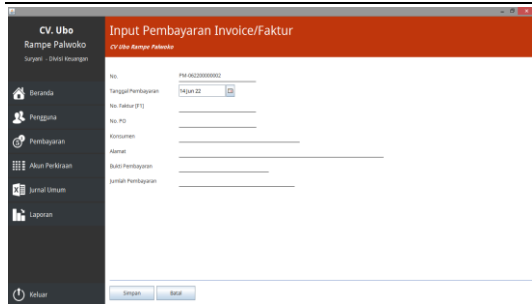 CV. Ubo
Rampe Palwoko
Suryani - Divisi Keuangan
Beranda
Pengguna
Pembayaran
Akun Perkiraan
Jurnal Umum
Laporan
Keluar
Input Pembayaran Invoice/Faktur
CV Ubo Rampe Palwoko
No. PM-06220000002
Tanggal Pembayaran 14 Jun 22
No. Faktur [F1]
No. PO
Konsumen
Alamat
Bukti Pembayaran
Jumlah Pembayaran
Simpan Batal